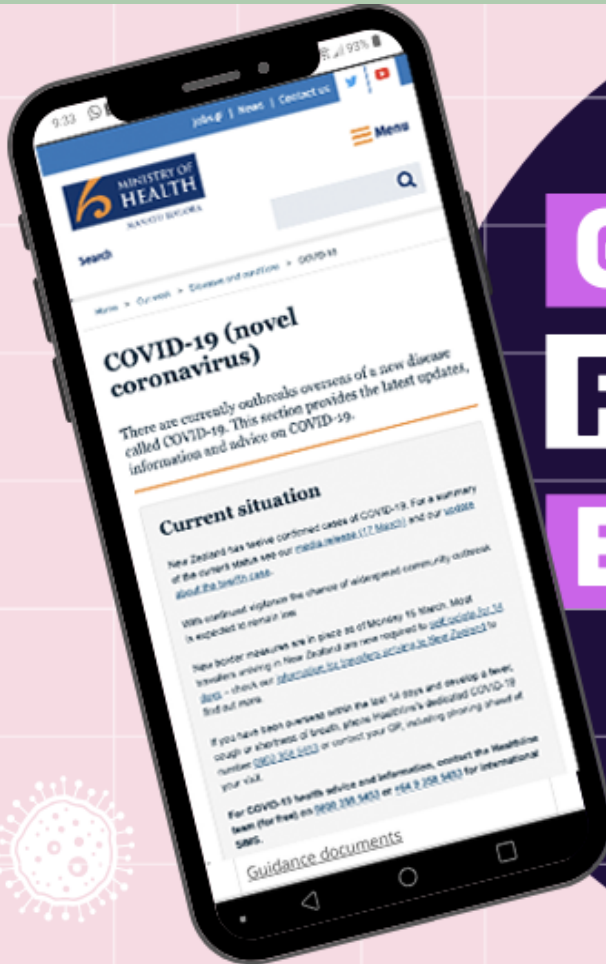 9:33
93%
jobs | News | Contact us
Menu
MINISTRY OF
HEALTH
MANATŪ HAUORA
Search
Home > Our work > Diseases and conditions > COVID-19
COVID-19 (novel
coronavirus)
There are currently outbreaks overseas of a new disease
called COVID-19. This section provides the latest updates,
information and advice on COVID-19.
Current situation
New Zealand has twelve confirmed cases of COVID-19. For a summary
of the current status see our media release (17 March) and our update
about the health case.
With continued vigilance the chance of widespread community outbreak
is expected to remain low.
New border measures are in place as of Monday 16 March. Most
travellers arriving in New Zealand are now required to self isolate for 14
days – check our information for travellers arriving to New Zealand to
find out more.
If you have been overseas within the last 14 days and develop a fever,
cough or shortness of breath, phone Healthline's dedicated COVID-19
number 0800 358 5453 or contact your GP, including phoning ahead of
your visit.
For COVID-19 health advice and information, contact the Healthline
team (for free) on 0800 358 5453 or +64 9 358 5453 for international
SIMS.
Guidance documents